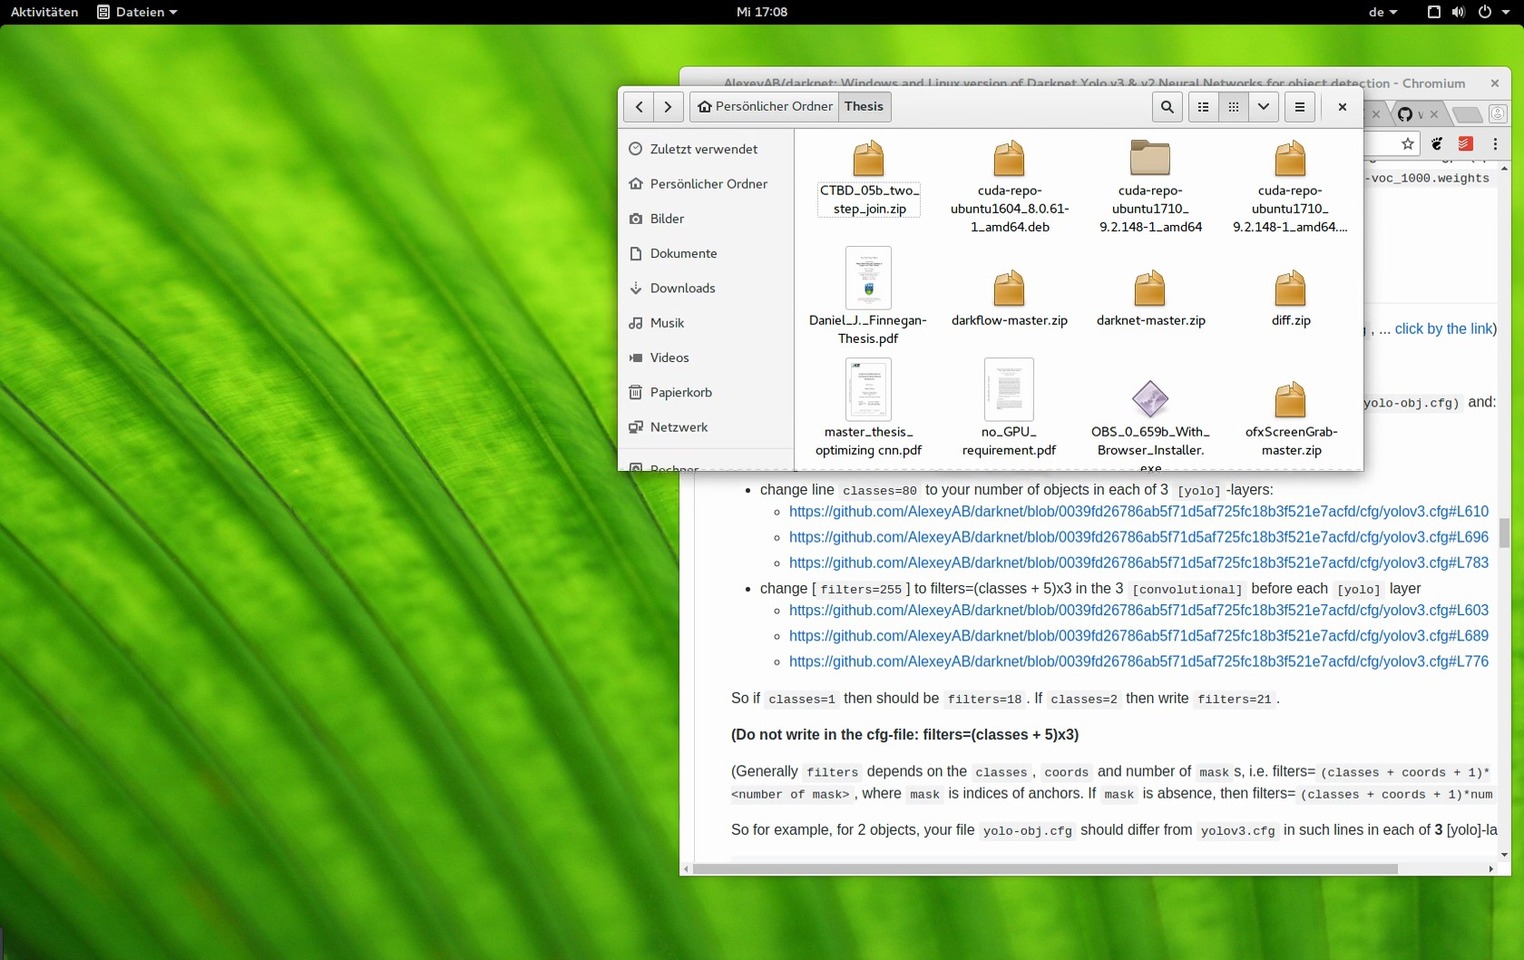 Aktivitäten Dateien Mi 17:08 de
AlexeyAB/darknet: Windows and Linux version of Darknet Yolo v3 & v2 Neural Networks for object detection - Chromium
Persönlicher Ordner Thesis
Zuletzt verwendet
Persönlicher Ordner
Bilder
Dokumente
Downloads
Musik
Videos
Papierkorb
Netzwerk
Rechner
CTBD_05b_two_
step_join.zip
cuda-repo-
ubuntu1604_8.0.61-
1_amd64.deb
cuda-repo-
ubuntu1710_
9.2.148-1_amd64
cuda-repo-
ubuntu1710_
9.2.148-1_amd64....
Daniel_J._Finnegan-
Thesis.pdf
darkflow-master.zip
darknet-master.zip
diff.zip
master_thesis_
optimizing cnn.pdf
no_GPU_
requirement.pdf
OBS_0_659b_With_
Browser_Installer.
exe
ofxScreenGrab-
master.zip
-voc_1000.weights
, ... click by the link)
yolo-obj.cfg) and:
• change line classes=80 to your number of objects in each of 3 [yolo] -layers:
https://github.com/AlexeyAB/darknet/blob/0039fd26786ab5f71d5af725fc18b3f521e7acfd/cfg/yolov3.cfg#L610
https://github.com/AlexeyAB/darknet/blob/0039fd26786ab5f71d5af725fc18b3f521e7acfd/cfg/yolov3.cfg#L696
https://github.com/AlexeyAB/darknet/blob/0039fd26786ab5f71d5af725fc18b3f521e7acfd/cfg/yolov3.cfg#L783
• change [ filters=255 ] to filters=(classes + 5)x3 in the 3 [convolutional] before each [yolo] layer
https://github.com/AlexeyAB/darknet/blob/0039fd26786ab5f71d5af725fc18b3f521e7acfd/cfg/yolov3.cfg#L603
https://github.com/AlexeyAB/darknet/blob/0039fd26786ab5f71d5af725fc18b3f521e7acfd/cfg/yolov3.cfg#L689
https://github.com/AlexeyAB/darknet/blob/0039fd26786ab5f71d5af725fc18b3f521e7acfd/cfg/yolov3.cfg#L776
So if classes=1 then should be filters=18 . If classes=2 then write filters=21 .
(Do not write in the cfg-file: filters=(classes + 5)x3)
(Generally filters depends on the classes , coords and number of mask s, i.e. filters= (classes + coords + 1)*
<number of mask> , where mask is indices of anchors. If mask is absence, then filters= (classes + coords + 1)*num
So for example, for 2 objects, your file yolo-obj.cfg should differ from yolov3.cfg in such lines in each of 3 [yolo]-la